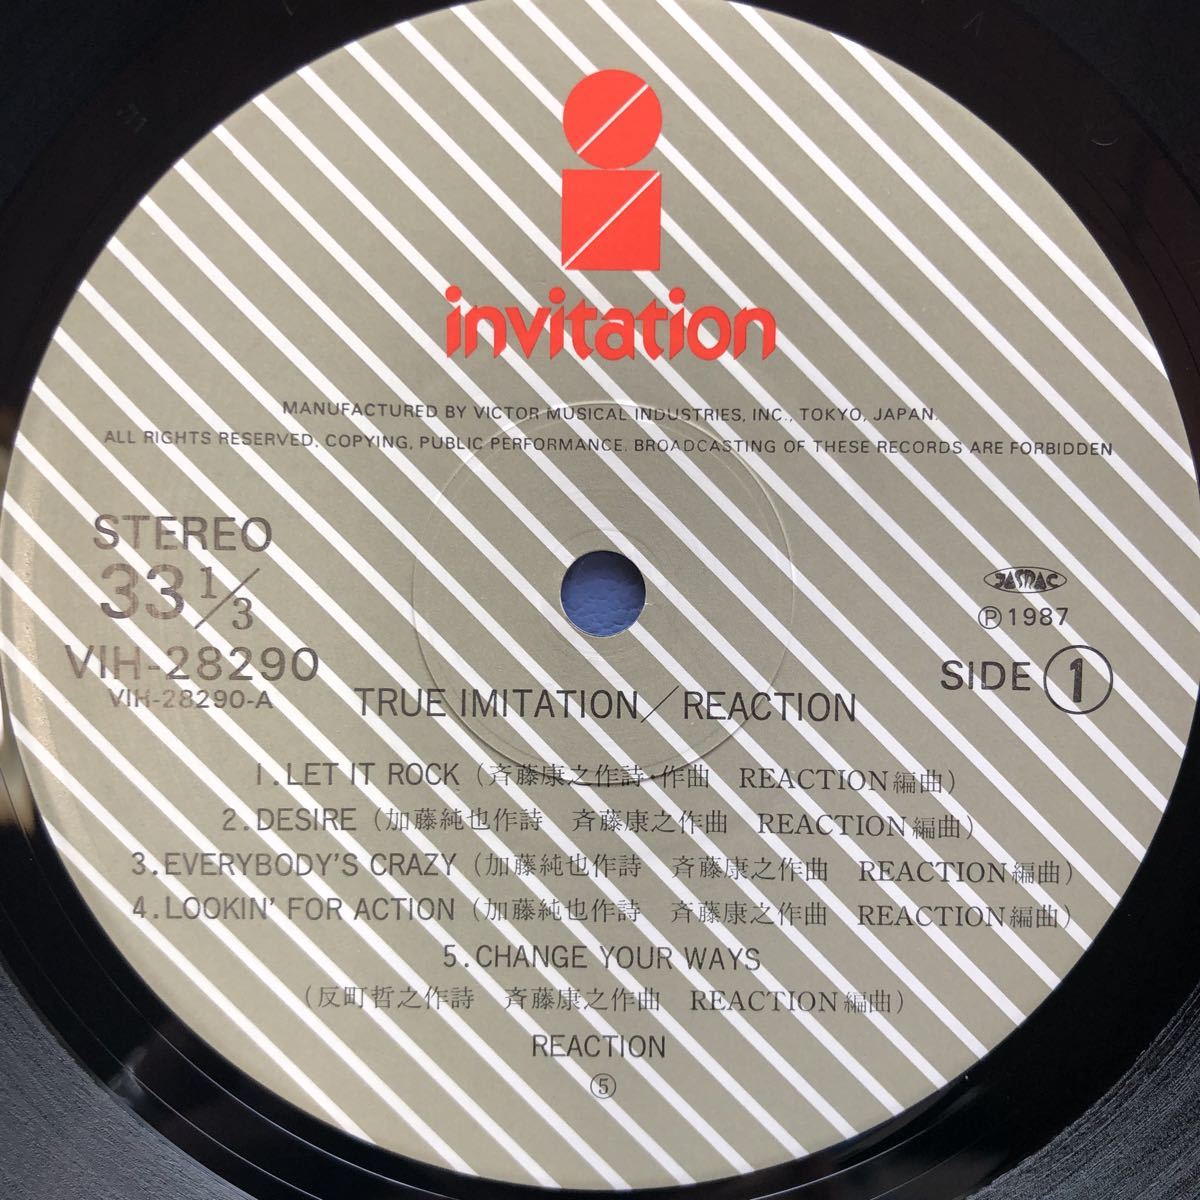 invitation
MANUFACTURED BY VICTOR MUSICAL INDUSTRIES, INC., TOKYO, JAPAN.
ALL RIGHTS RESERVED. COPYING, PUBLIC PERFORMANCE. BROADCASTING OF THESE RECORDS ARE FORBIDDEN
STEREO
33 1/3
VIH-28290
VIH-28290-A
JASRAC
Ⓟ1987
SIDE ①
TRUE IMITATION/REACTION
1.LET IT ROCK (斉藤康之作詩・作曲 REACTION編曲)
2.DESIRE (加藤純也作詩 斉藤康之作曲 REACTION編曲)
3.EVERYBODY'S CRAZY (加藤純也作詩 斉藤康之作曲 REACTION編曲)
4.LOOKIN' FOR ACTION (加藤純也作詩 斉藤康之作曲 REACTION編曲)
5.CHANGE YOUR WAYS
(反町哲之作詩 斉藤康之作曲 REACTION編曲)
REACTION
⑤